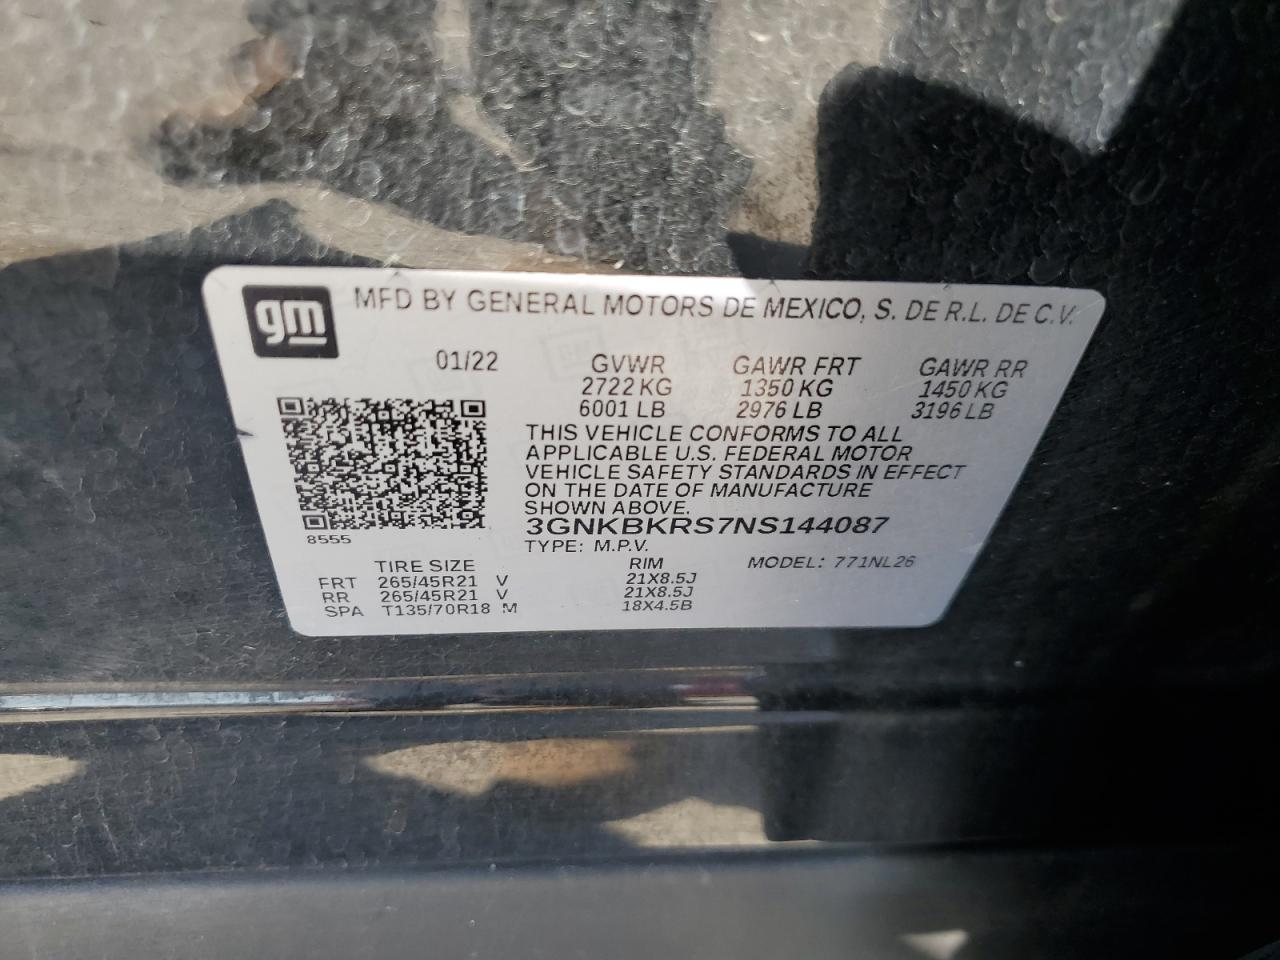 gm MFD BY GENERAL MOTORS DE MEXICO, S. DE R.L. DE C.V.
01/22 GVWR GAWR FRT GAWR RR
2722 KG 1350 KG 1450 KG
6001 LB 2976 LB 3196 LB
THIS VEHICLE CONFORMS TO ALL
APPLICABLE U.S. FEDERAL MOTOR
VEHICLE SAFETY STANDARDS IN EFFECT
ON THE DATE OF MANUFACTURE
SHOWN ABOVE.
3GNKBKRS7NS144087
8555
TYPE: M.P.V.
TIRE SIZE RIM MODEL: 771NL26
FRT 265/45R21 V 21X8.5J
RR 265/45R21 V 21X8.5J
SPA T135/70R18 M 18X4.5B